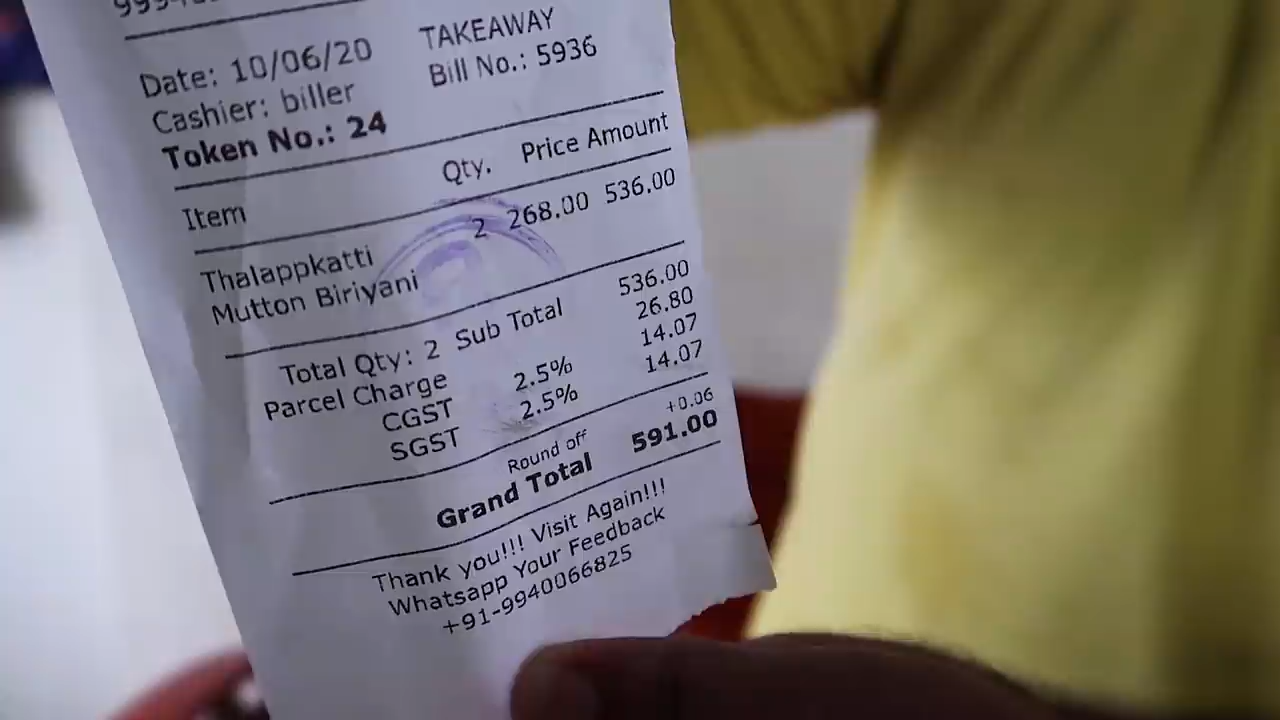 Date: 10/06/20 TAKEAWAY
Cashier: biller Bill No.: 5936
Token No.: 24
Item Qty. Price Amount
Thalappkatti 2 268.00 536.00
Mutton Biriyani
Total Qty: 2 Sub Total 536.00
Parcel Charge 26.80
CGST 2.5% 14.07
SGST 2.5% 14.07
Round off +0.06
Grand Total 591.00
Thank you!!! Visit Again!!!
Whatsapp Your Feedback
+91-9940066825